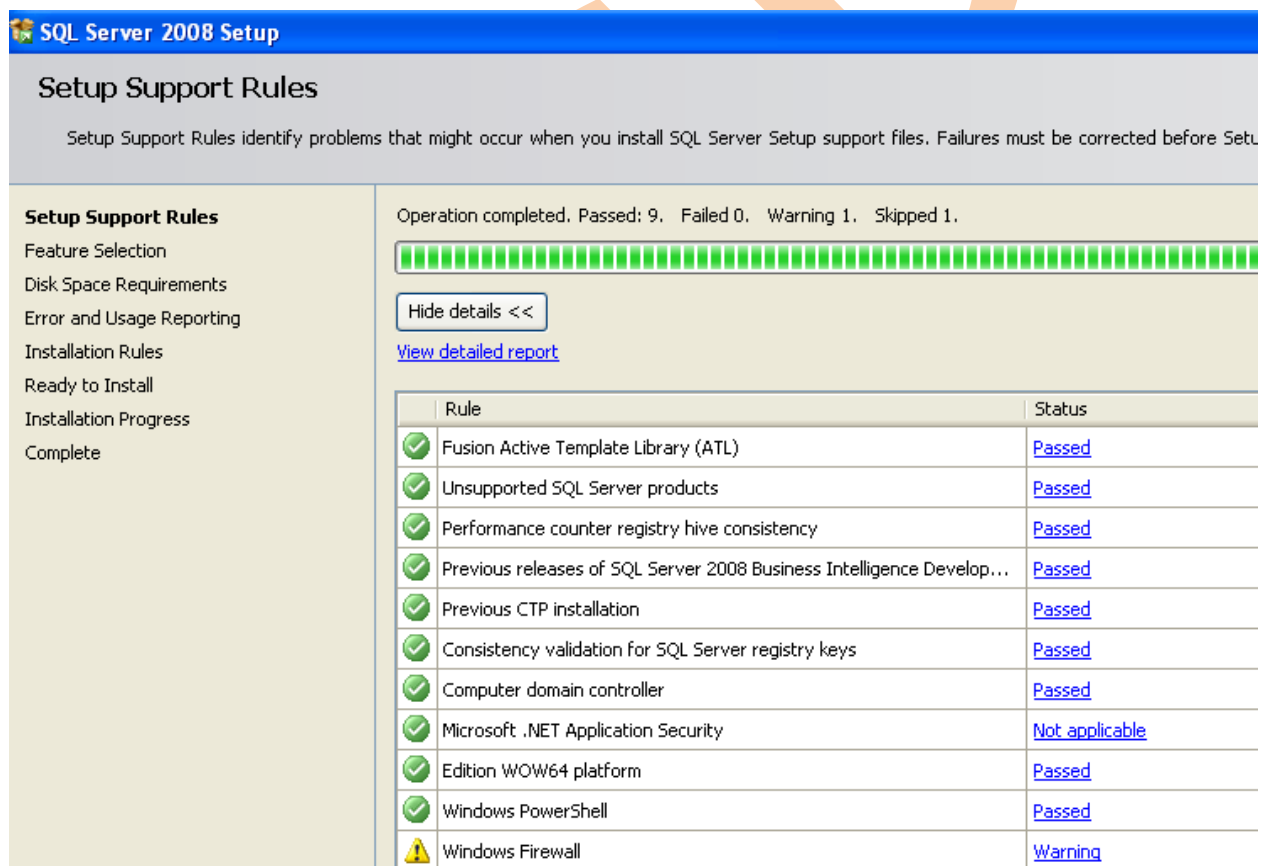 SQL Server 2008 Setup
Setup Support Rules
Setup Support Rules identify problems that might occur when you install SQL Server Setup support files. Failures must be corrected before Setu
Setup Support Rules
Feature Selection
Disk Space Requirements
Error and Usage Reporting
Installation Rules
Ready to Install
Installation Progress
Complete
Operation completed. Passed: 9. Failed 0. Warning 1. Skipped 1.
Hide details <<
View detailed report
Rule Status
Fusion Active Template Library (ATL) Passed
Unsupported SQL Server products Passed
Performance counter registry hive consistency Passed
Previous releases of SQL Server 2008 Business Intelligence Develop... Passed
Previous CTP installation Passed
Consistency validation for SQL Server registry keys Passed
Computer domain controller Passed
Microsoft .NET Application Security Not applicable
Edition WOW64 platform Passed
Windows PowerShell Passed
Windows Firewall Warning